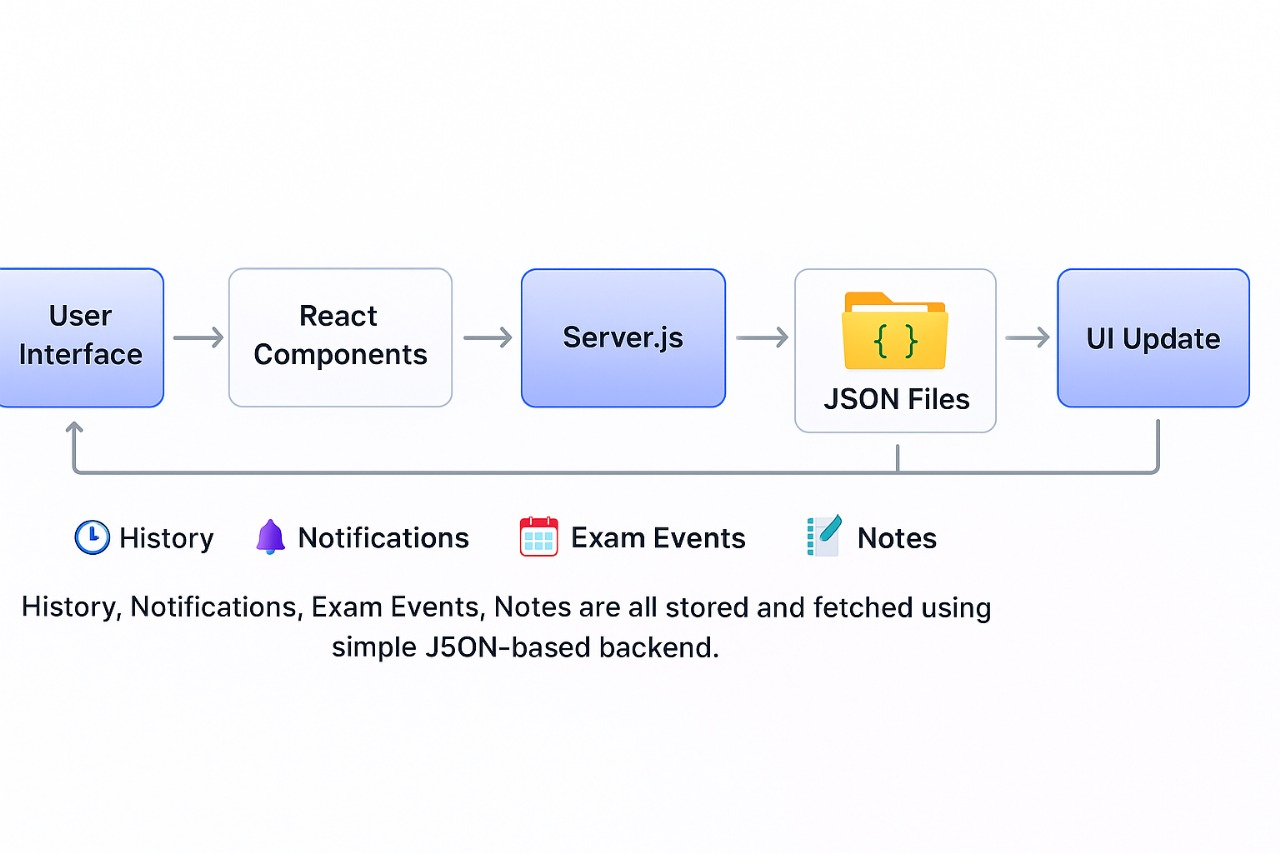 User
Interface
React
Components
Server.js
{ }
JSON Files
UI Update
History
Notifications
Exam Events
Notes
History, Notifications, Exam Events, Notes are all stored and fetched using
simple J5ON-based backend.